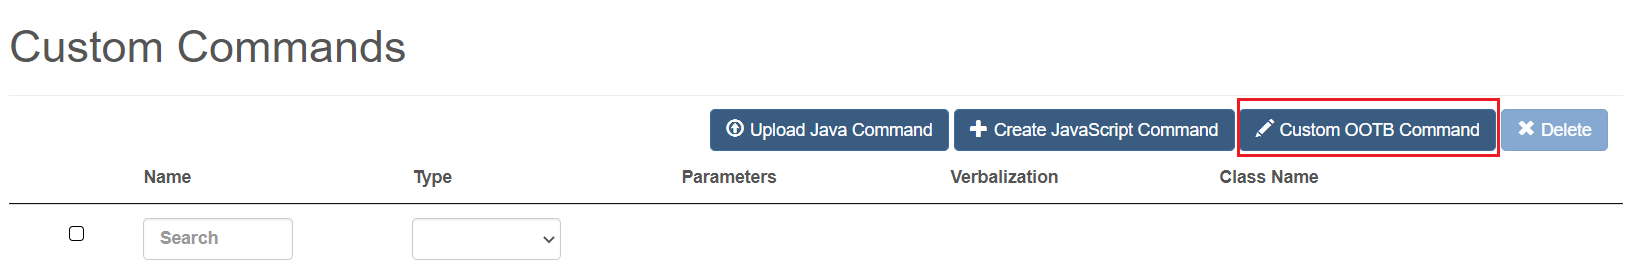 Custom Commands
Upload Java Command Create JavaScript Command Custom OOTB Command Delete
Name Type Parameters Verbalization Class Name
Search